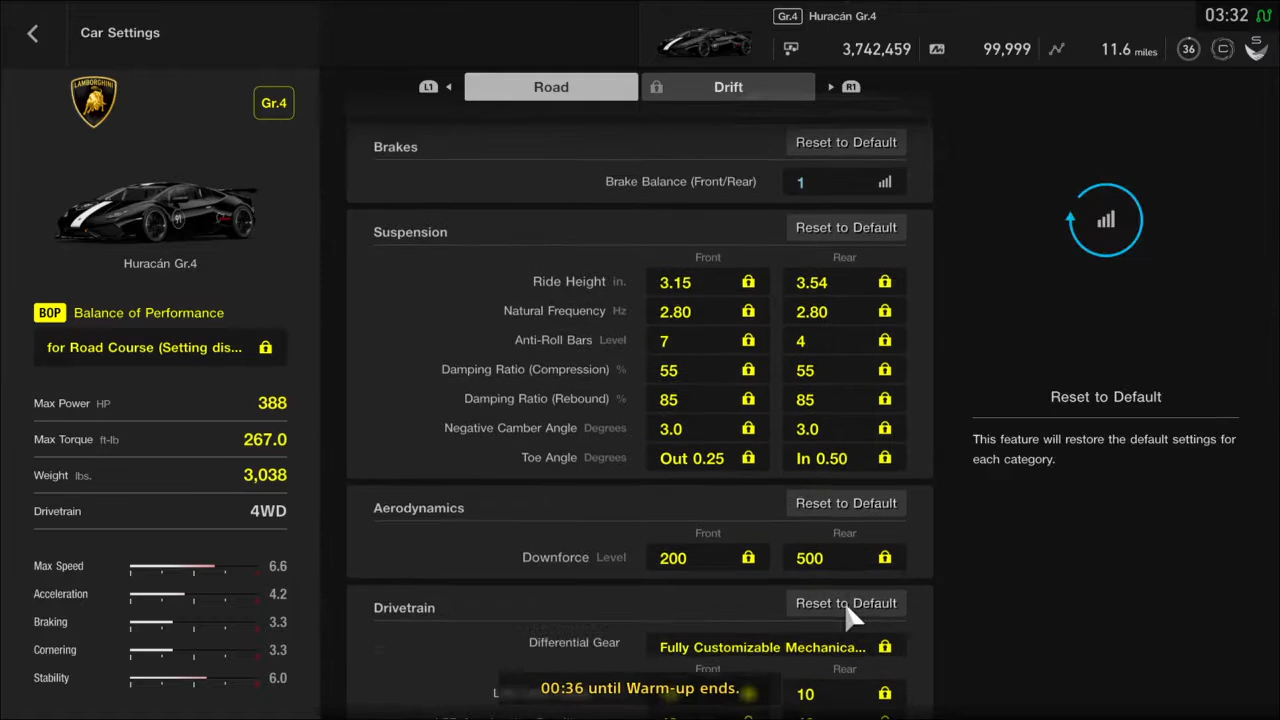 Car Settings
Gr.4 Huracán Gr.4
3,742,459 99,999 11.6 miles 36 C S
03:32
LAMBORGHINI
Gr.4
Huracán Gr.4
BOP Balance of Performance
for Road Course (Setting dis...
Max Power HP 388
Max Torque ft-lb 267.0
Weight lbs. 3,038
Drivetrain 4WD
Max Speed 6.6
Acceleration 4.2
Braking 3.3
Cornering 3.3
Stability 6.0
L1 Road Drift R1
Brakes Reset to Default
Brake Balance (Front/Rear) 1
Suspension Reset to Default
Front Rear
Ride Height in. 3.15 3.54
Natural Frequency Hz 2.80 2.80
Anti-Roll Bars Level 7 4
Damping Ratio (Compression) % 55 55
Damping Ratio (Rebound) % 85 85
Negative Camber Angle Degrees 3.0 3.0
Toe Angle Degrees Out 0.25 In 0.50
Aerodynamics Reset to Default
Front Rear
Downforce Level 200 500
Drivetrain Reset to Default
Differential Gear Fully Customizable Mechanica...
Front Rear
10
00:36 until Warm-up ends.
Reset to Default
This feature will restore the default settings for
each category.